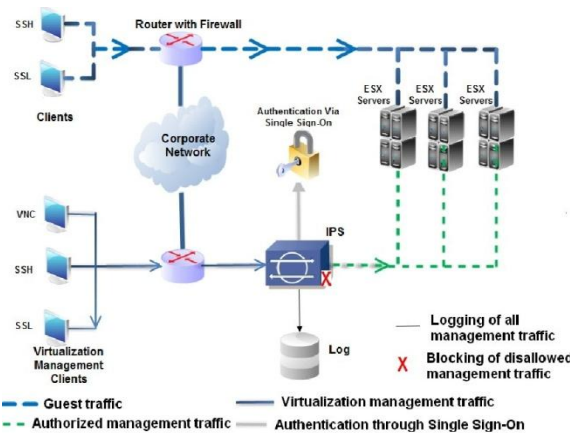 SSH
Router with Firewall
SSL
Clients
ESX
Servers
ESX
Servers
ESX
Servers
Authentication Via
Single Sign-On
Corporate
Network
VNC
IPS
SSH
SSL
Log
Virtualization
Management
Clients
Logging of all
management traffic
X Blocking of disallowed
management traffic
Guest traffic
Virtualization management traffic
Authorized management traffic
Authentication through Single Sign-On